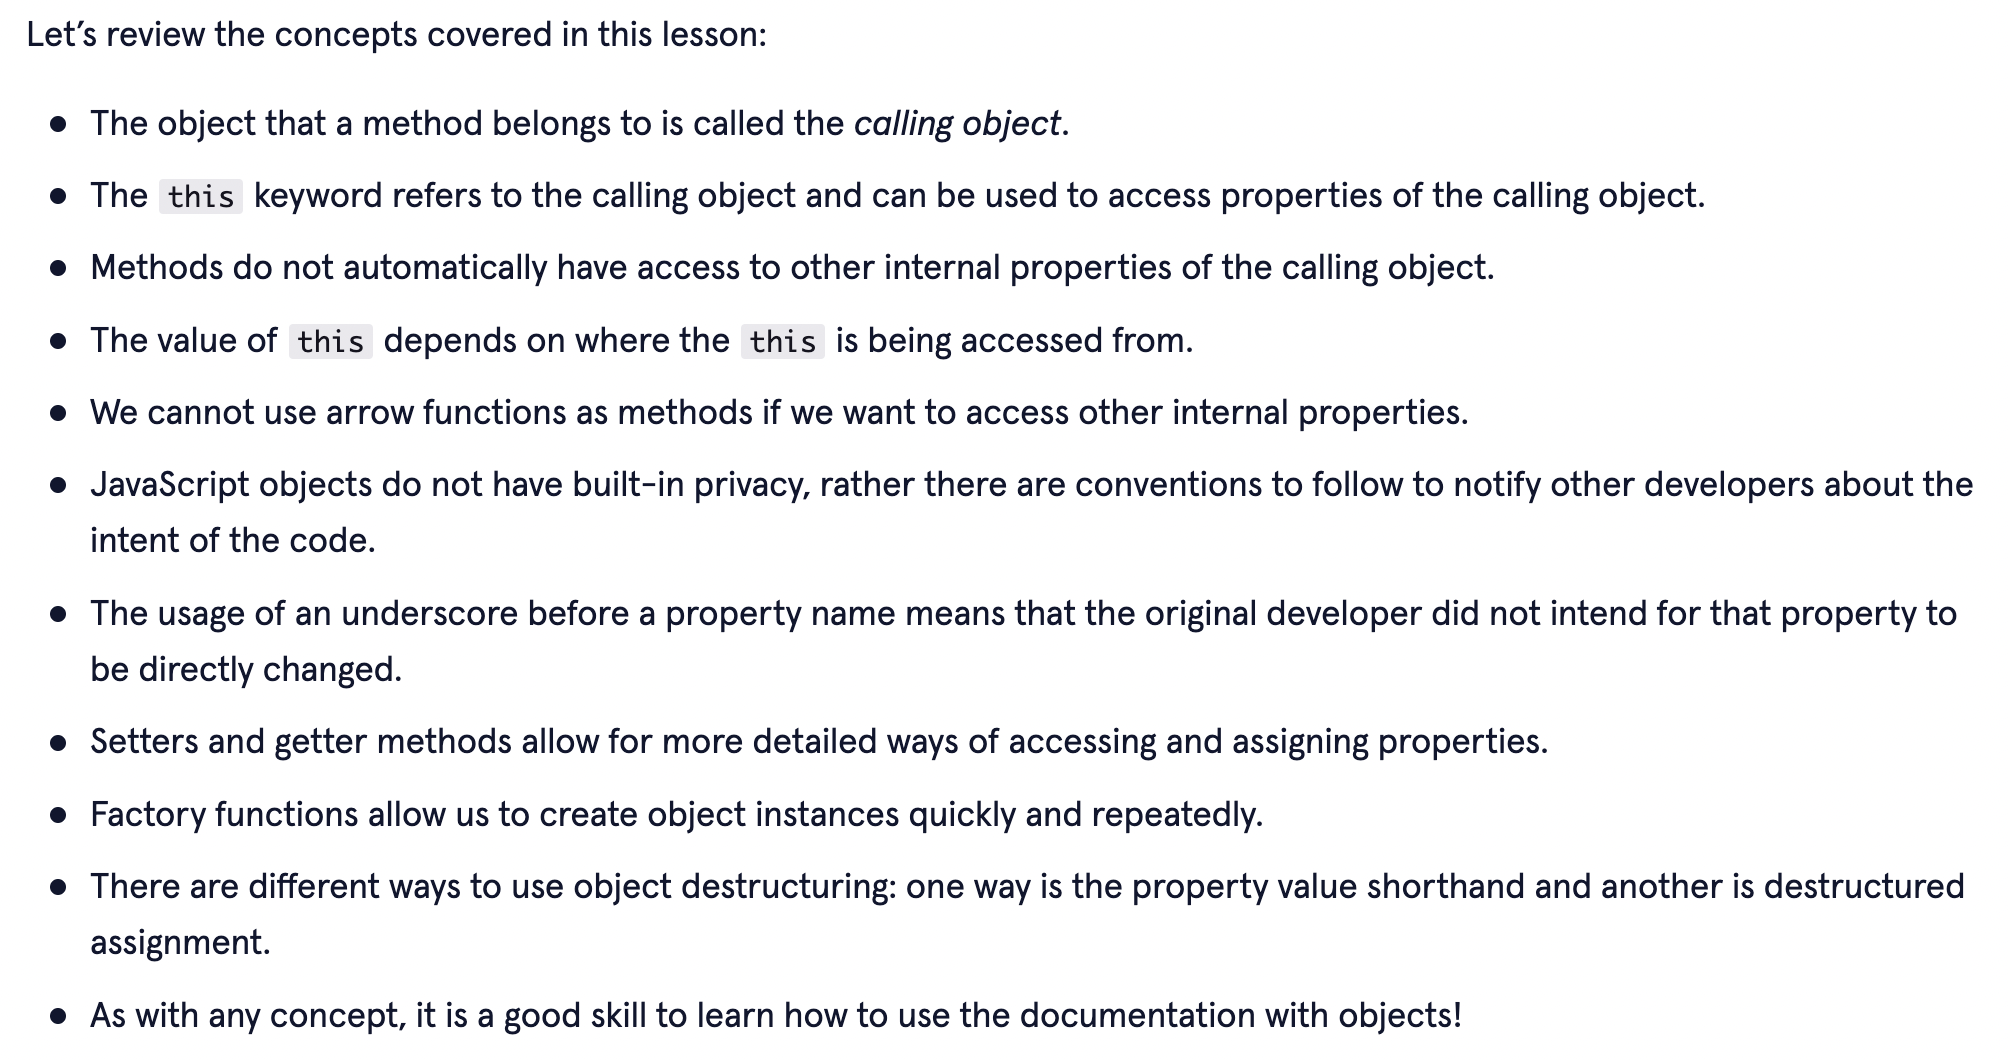 Let’s review the concepts covered in this lesson:
● The object that a method belongs to is called the calling object.
● The this keyword refers to the calling object and can be used to access properties of the calling object.
● Methods do not automatically have access to other internal properties of the calling object.
● The value of this depends on where the this is being accessed from.
● We cannot use arrow functions as methods if we want to access other internal properties.
● JavaScript objects do not have built-in privacy, rather there are conventions to follow to notify other developers about the
intent of the code.
● The usage of an underscore before a property name means that the original developer did not intend for that property to
be directly changed.
● Setters and getter methods allow for more detailed ways of accessing and assigning properties.
● Factory functions allow us to create object instances quickly and repeatedly.
● There are different ways to use object destructuring: one way is the property value shorthand and another is destructured
assignment.
● As with any concept, it is a good skill to learn how to use the documentation with objects!